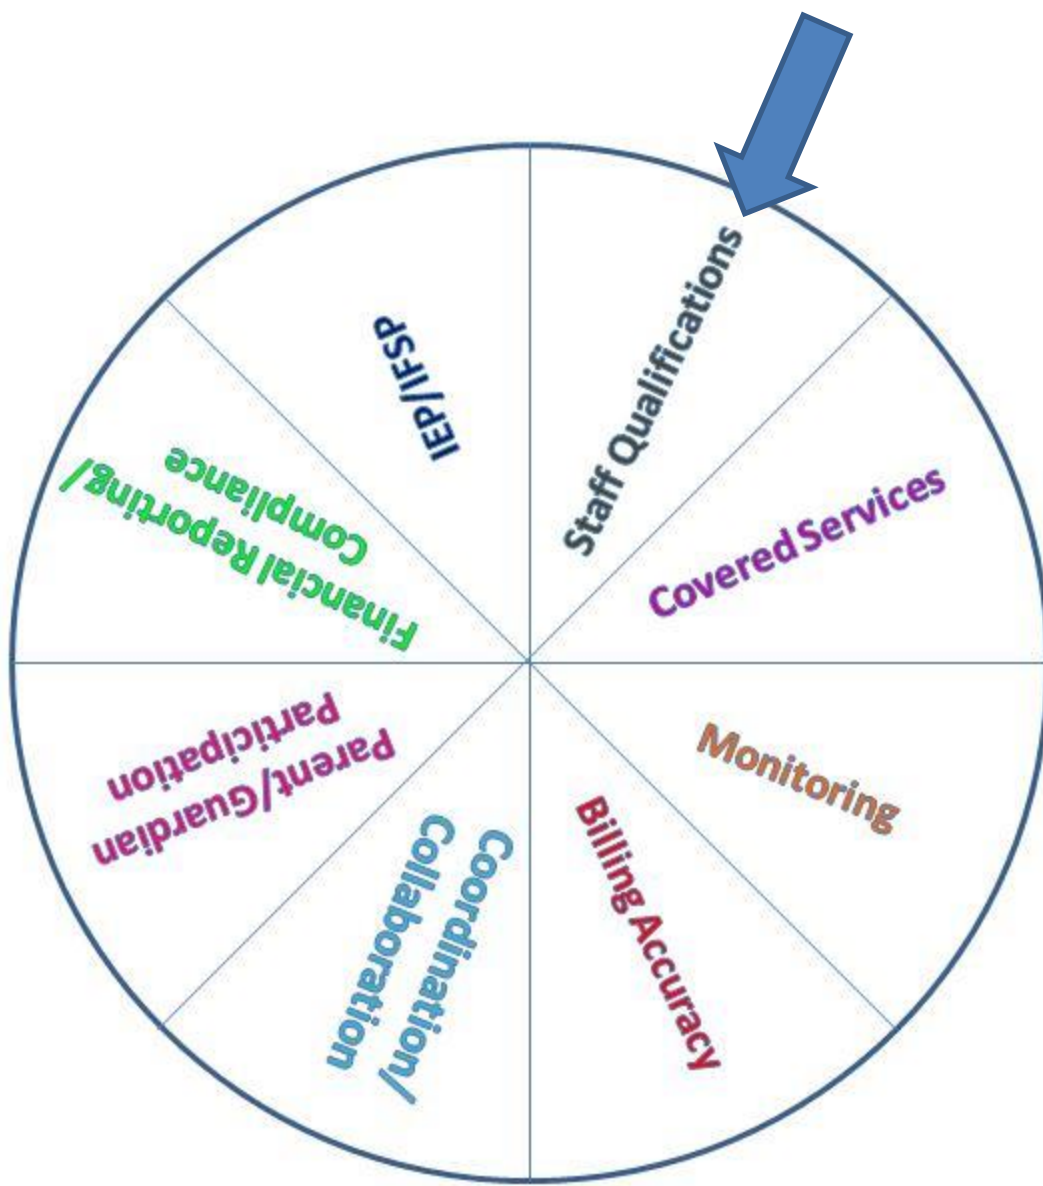 Staff Qualifications
Covered Services
Monitoring
Billing Accuracy
Coordination/
Collaboration
Parent/Guardian
Participation
Financial Reporting/
Compliance
IEP/IFSP